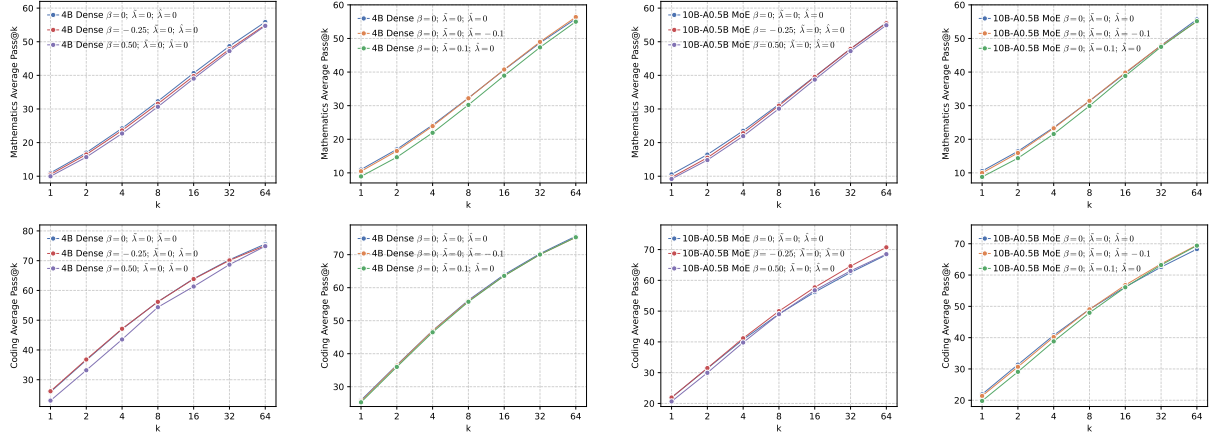 Mathematics Average Pass@k
60
50
40
30
20
10
4B Dense β = 0; λ̃ = 0; λ̂ = 0
4B Dense β = −0.25; λ̃ = 0; λ̂ = 0
4B Dense β = 0.50; λ̃ = 0; λ̂ = 0
1 2 4 8 16 32 64
k
Mathematics Average Pass@k
60
50
40
30
20
10
4B Dense β = 0; λ̃ = 0; λ̂ = 0
4B Dense β = 0; λ̃ = 0; λ̂ = −0.1
4B Dense β = 0; λ̃ = 0.1; λ̂ = 0
1 2 4 8 16 32 64
k
Mathematics Average Pass@k
60
50
40
30
20
10
10B-A0.5B MoE β = 0; λ̃ = 0; λ̂ = 0
10B-A0.5B MoE β = −0.25; λ̃ = 0; λ̂ = 0
10B-A0.5B MoE β = 0.50; λ̃ = 0; λ̂ = 0
1 2 4 8 16 32 64
k
Mathematics Average Pass@k
60
50
40
30
20
10
10B-A0.5B MoE β = 0; λ̃ = 0; λ̂ = 0
10B-A0.5B MoE β = 0; λ̃ = 0; λ̂ = −0.1
10B-A0.5B MoE β = 0; λ̃ = 0.1; λ̂ = 0
1 2 4 8 16 32 64
k
Coding Average Pass@k
80
70
60
50
40
30
4B Dense β = 0; λ̃ = 0; λ̂ = 0
4B Dense β = −0.25; λ̃ = 0; λ̂ = 0
4B Dense β = 0.50; λ̃ = 0; λ̂ = 0
1 2 4 8 16 32 64
k
Coding Average Pass@k
70
60
50
40
30
4B Dense β = 0; λ̃ = 0; λ̂ = 0
4B Dense β = 0; λ̃ = 0; λ̂ = −0.1
4B Dense β = 0; λ̃ = 0.1; λ̂ = 0
1 2 4 8 16 32 64
k
Coding Average Pass@k
70
60
50
40
30
20
10B-A0.5B MoE β = 0; λ̃ = 0; λ̂ = 0
10B-A0.5B MoE β = −0.25; λ̃ = 0; λ̂ = 0
10B-A0.5B MoE β = 0.50; λ̃ = 0; λ̂ = 0
1 2 4 8 16 32 64
k
Coding Average Pass@k
70
60
50
40
30
20
10B-A0.5B MoE β = 0; λ̃ = 0; λ̂ = 0
10B-A0.5B MoE β = 0; λ̃ = 0; λ̂ = −0.1
10B-A0.5B MoE β = 0; λ̃ = 0.1; λ̂ = 0
1 2 4 8 16 32 64
k